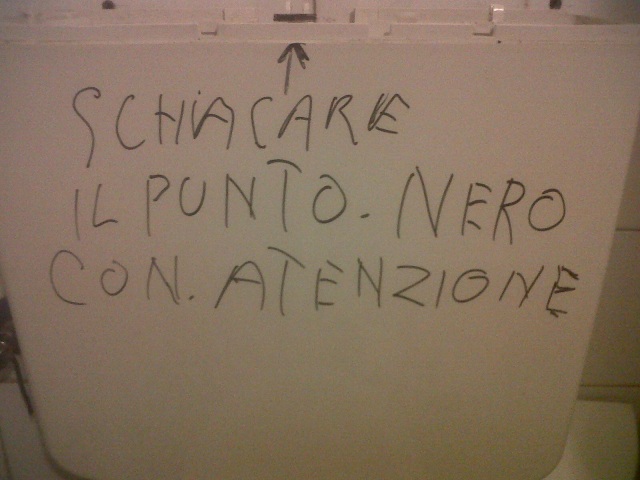 SCHIACARE
IL PUNTO. NERO
CON. ATENZIONE